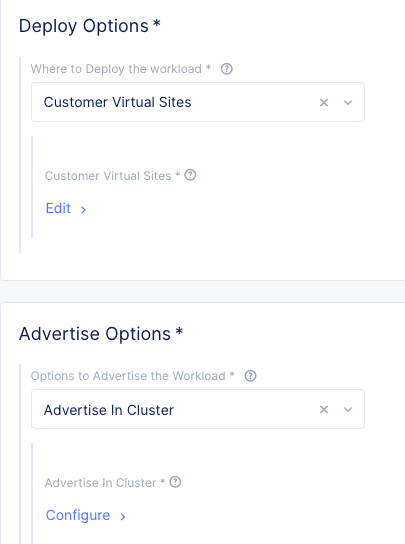 Deploy Options *
Where to Deploy the workload *
Customer Virtual Sites
Customer Virtual Sites *
Edit
Advertise Options *
Options to Advertise the Workload *
Advertise In Cluster
Advertise In Cluster *
Configure